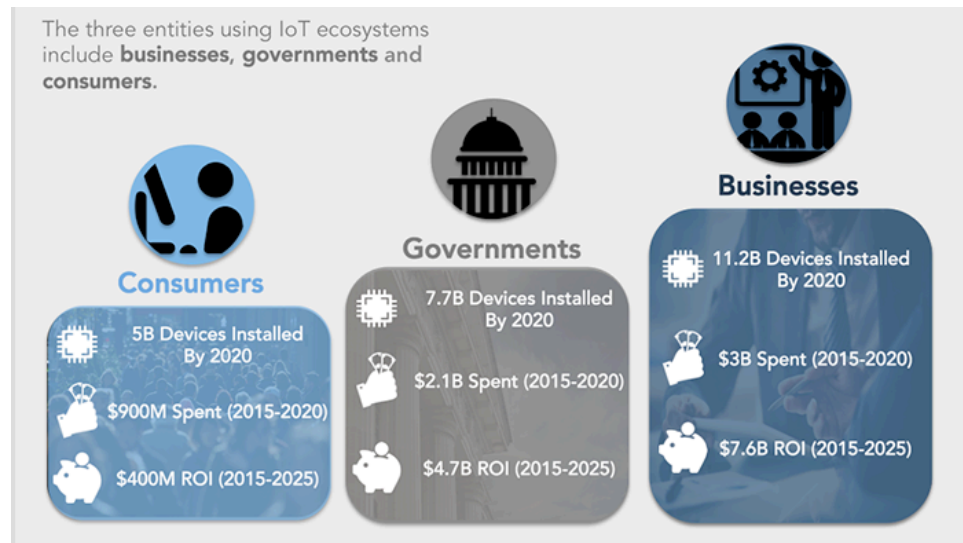 The three entities using IoT ecosystems
include businesses, governments and
consumers.
Consumers
5B Devices Installed
By 2020
$900M Spent (2015-2020)
$400M ROI (2015-2025)
Governments
7.7B Devices Installed
By 2020
$2.1B Spent (2015-2020)
$4.7B ROI (2015-2025)
Businesses
11.2B Devices Installed
By 2020
$3B Spent (2015-2020)
$7.6B ROI (2015-2025)